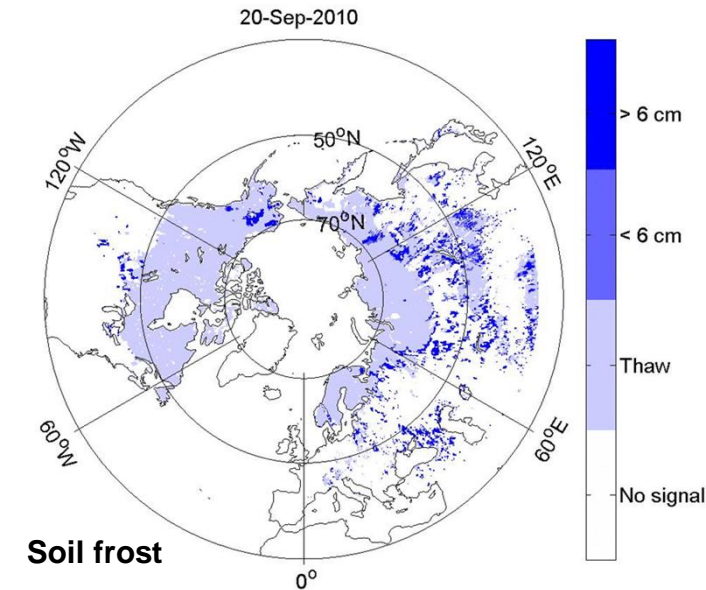 20-Sep-2010
50°N
70°N
120°W
120°E
60°W
60°E
0°
> 6 cm
< 6 cm
Thaw
No signal
Soil frost